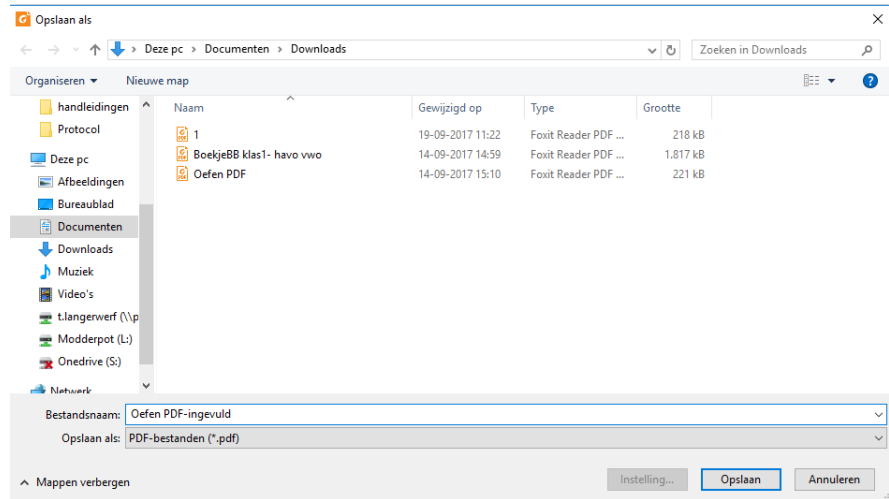 Opslaan als
Deze pc Documenten Downloads Zoeken in Downloads
Organiseren Nieuwe map
handleidingen
Protocol
Deze pc
Afbeeldingen
Bureaublad
Documenten
Downloads
Muziek
Video's
t.langerwerf (\\p
Modderpot (L:)
Onedrive (S:)
Netwerk
Naam Gewijzigd op Type Grootte
1 19-09-2017 11:22 Foxit Reader PDF ... 218 kB
BoekjeBB klas1- havo vwo 14-09-2017 14:59 Foxit Reader PDF ... 1.817 kB
Oefen PDF 14-09-2017 15:10 Foxit Reader PDF ... 221 kB
Bestandsnaam: Oefen PDF-ingevuld
Opslaan als: PDF-bestanden (*.pdf)
Mappen verbergen Instelling... Opslaan Annuleren